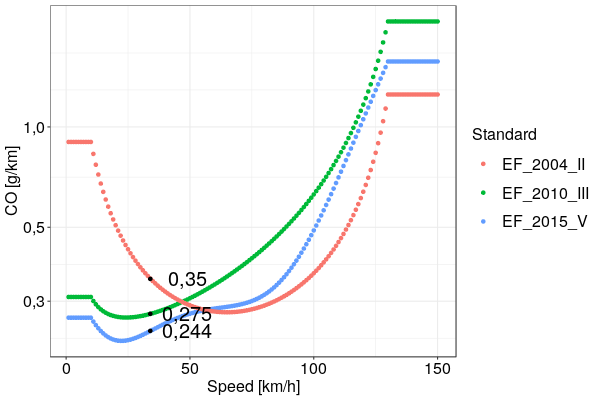 CO [g/km]
1,0
0,5
0,3
0,35
0,275
0,244
0
50
100
150
Speed [km/h]
Standard
EF_2004_II
EF_2010_III
EF_2015_V